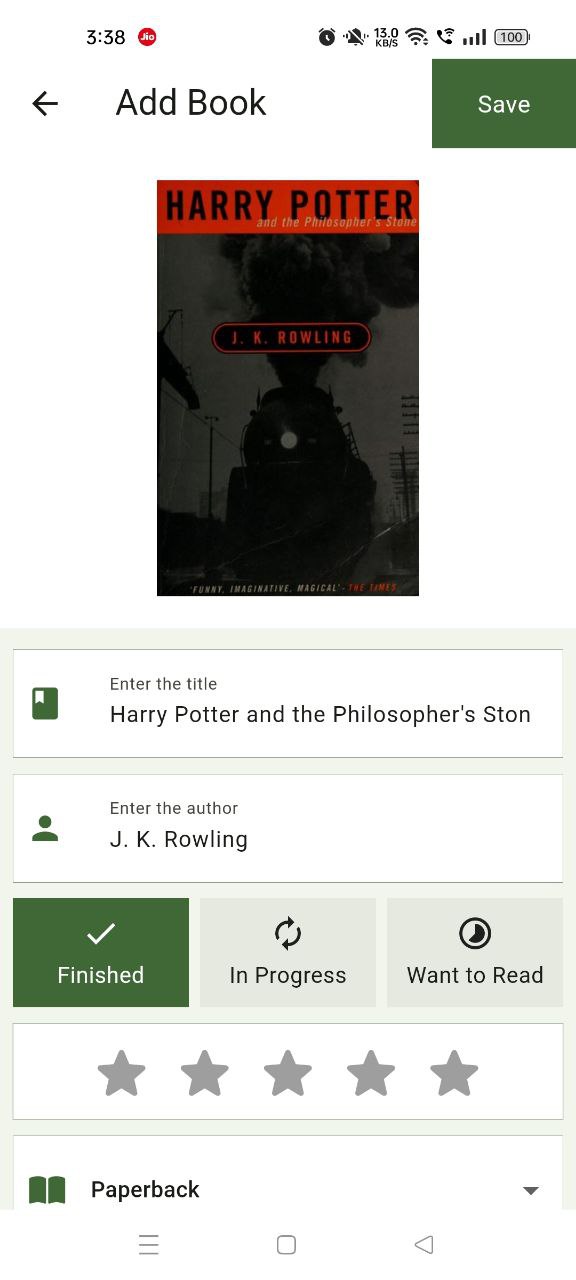 3:38 Jio 13.0 KB/S 100
Add Book
Save
HARRY POTTER
and the Philosopher's Stone
J. K. ROWLING
'FUNNY, IMAGINATIVE, MAGICAL' - THE TIMES
Enter the title
Harry Potter and the Philosopher's Ston
Enter the author
J. K. Rowling
Finished
In Progress
Want to Read
Paperback